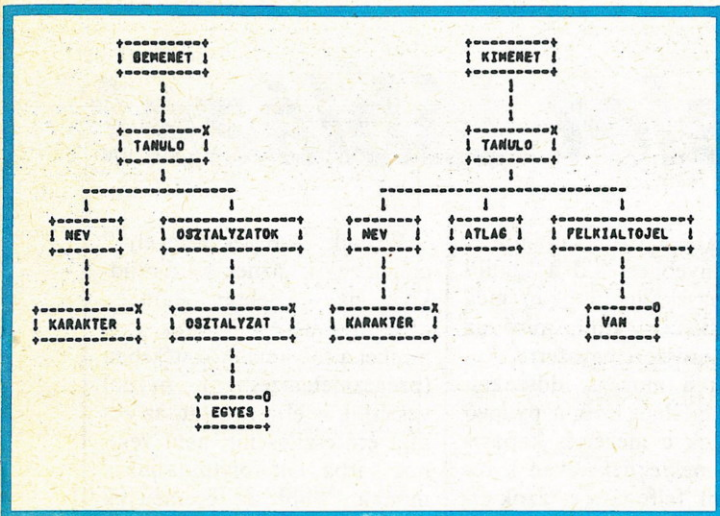 BEMENET KIMENET
X X
TANULO TANULO
NEV OSZTALYZATOK NEV ATLAG FELKIALTOJEL
X X X O
KARAKTER OSZTALYZAT KARAKTER VAN
O
EGYES